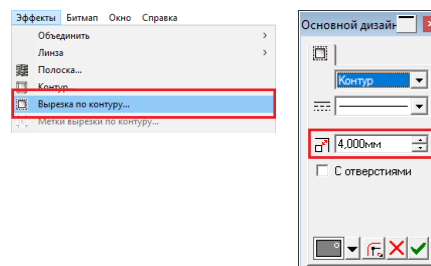 Эффекты Битмап Окно Справка
Объединить
Линза
Полоска...
Контур...
Вырезка по контуру...
Метки вырезки по контуру...
Основной дизайн
Контур
4,000мм
С отверстиями